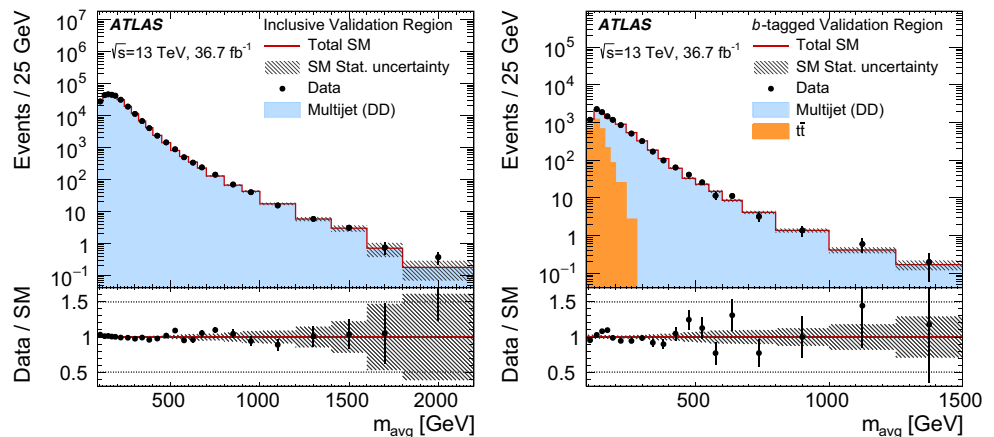 ATLAS
√s=13 TeV, 36.7 fb⁻¹
Inclusive Validation Region
Total SM
SM Stat. uncertainty
Data
Multijet (DD)
Events / 25 GeV
10⁷
10⁶
10⁵
10⁴
10³
10²
10
1
10⁻¹
Data / SM
1.5
1
0.5
500 1000 1500 2000
m_avg [GeV]
ATLAS
√s=13 TeV, 36.7 fb⁻¹
b-tagged Validation Region
Total SM
SM Stat. uncertainty
Data
Multijet (DD)
tt̄
Events / 25 GeV
10⁵
10⁴
10³
10²
10
1
10⁻¹
Data / SM
1.5
1
0.5
500 1000 1500
m_avg [GeV]